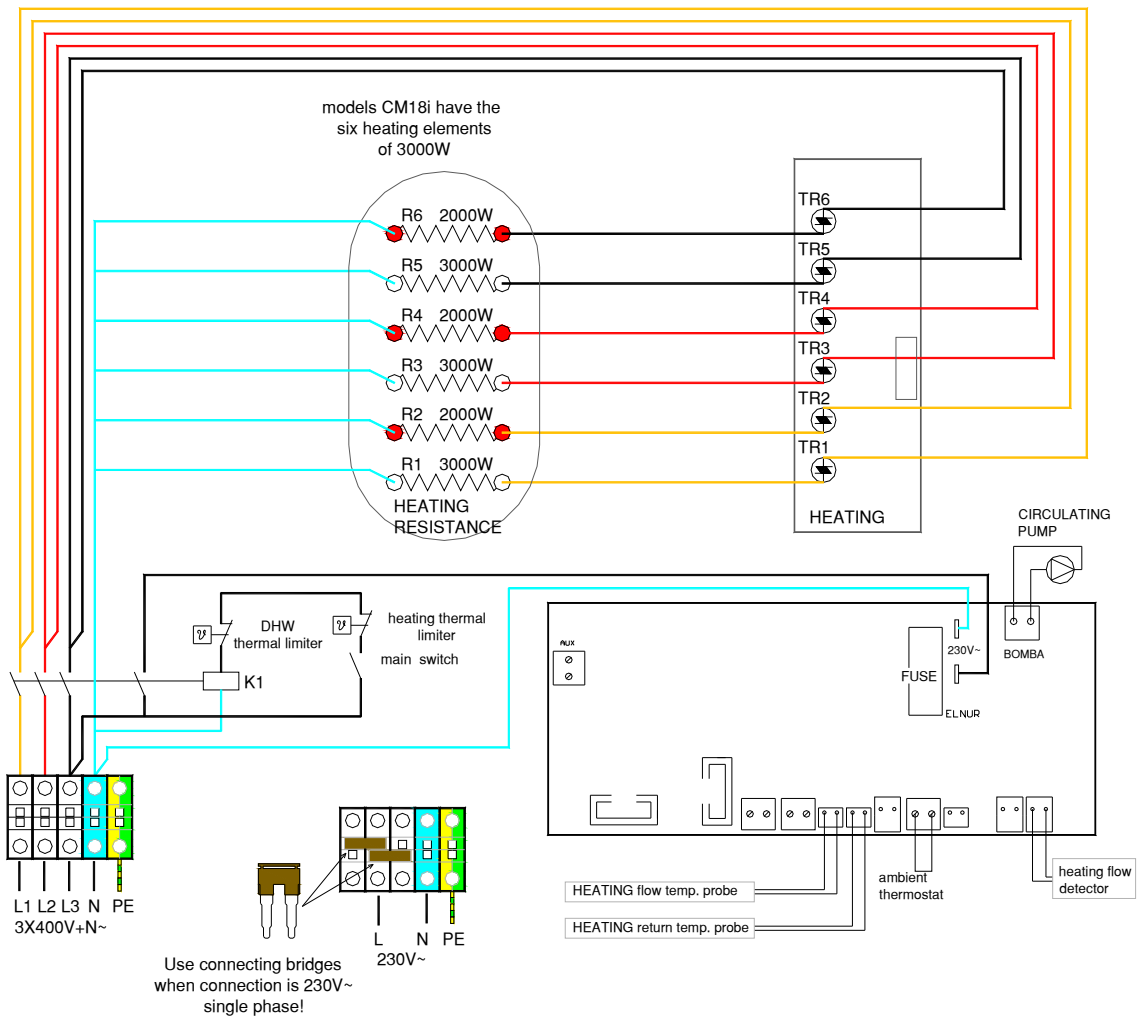 models CM18i have the
six heating elements
of 3000W
R6 2000W
R5 3000W
R4 2000W
R3 3000W
R2 2000W
R1 3000W
HEATING
RESISTANCE
TR6
TR5
TR4
TR3
TR2
TR1
HEATING
CIRCULATING
PUMP
BOMBA
DHW
thermal limiter
heating thermal
limiter
main switch
K1
AUX
230V~
FUSE
ELNUR
L1 L2 L3 N PE
3X400V+N~
L N PE
230V~
Use connecting bridges
when connection is 230V~
single phase!
HEATING flow temp. probe
HEATING return temp. probe
ambient
thermostat
heating flow
detector